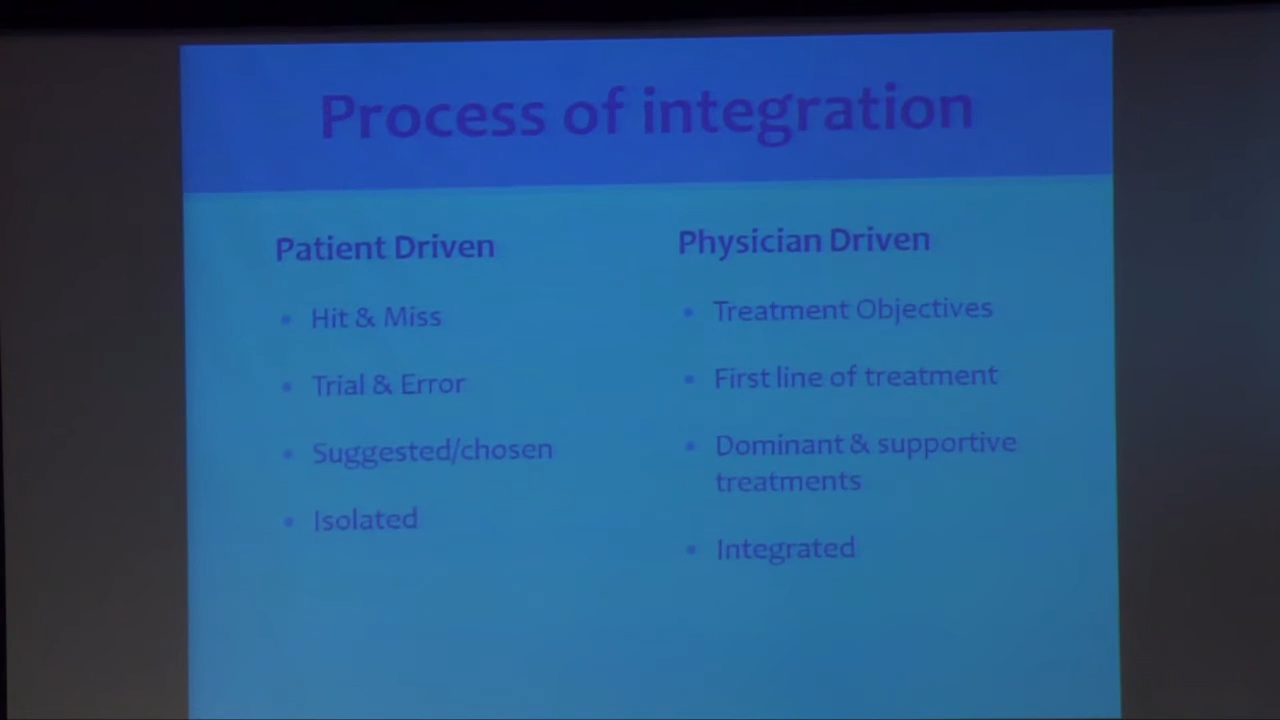 Process of integration
Patient Driven
• Hit & Miss
• Trial & Error
• Suggested/chosen
• Isolated
Physician Driven
• Treatment Objectives
• First line of treatment
• Dominant & supportive
treatments
• Integrated